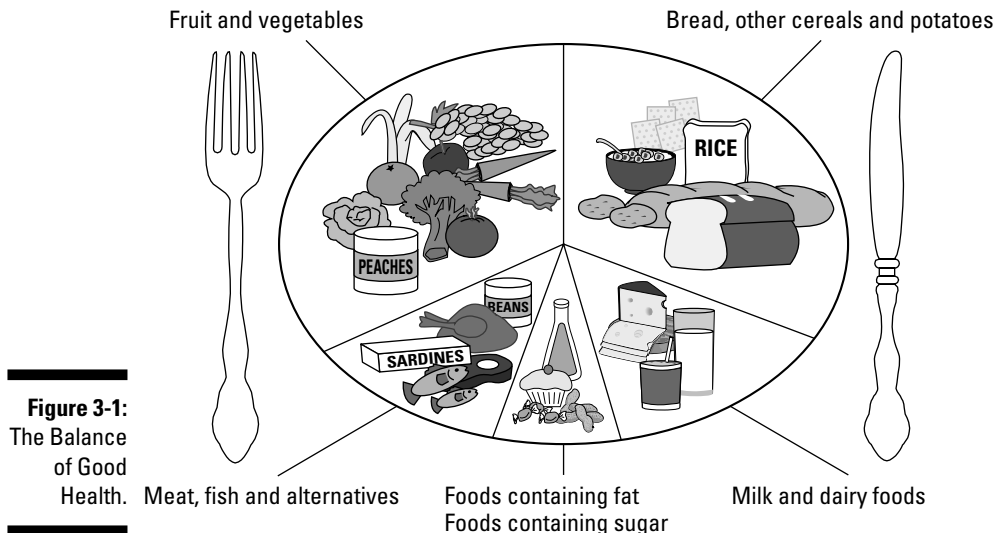 Fruit and vegetables
Bread, other cereals and potatoes
RICE
PEACHES
BEANS
SARDINES
Figure 3-1:
The Balance
of Good
Health.
Meat, fish and alternatives
Foods containing fat
Foods containing sugar
Milk and dairy foods